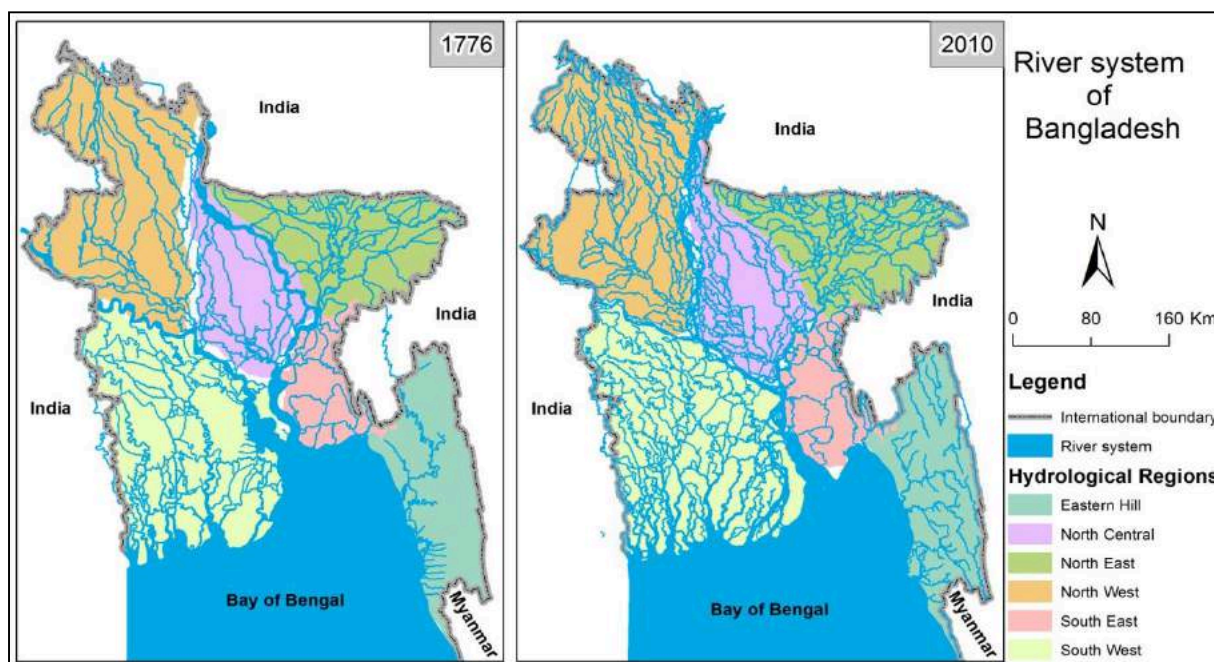 1776
India
India
India
Bay of Bengal
Myanmar
2010
India
India
India
Bay of Bengal
Myanmar
River system
of
Bangladesh
N
0 80 160 Km
Legend
International boundary
River system
Hydrological Regions
Eastern Hill
North Central
North East
North West
South East
South West